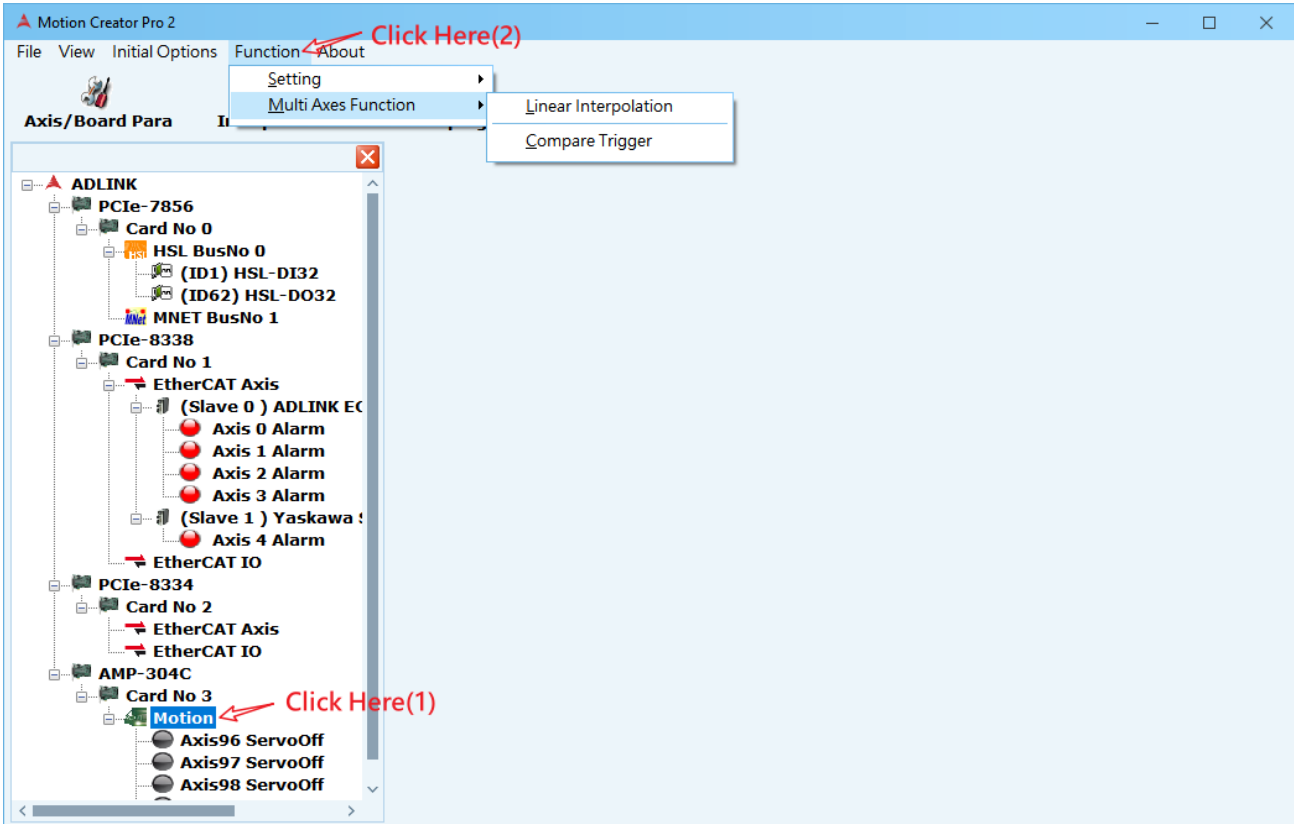 Motion Creator Pro 2
Click Here(2)
File View Initial Options Function About
Setting
Multi Axes Function
Linear Interpolation
Compare Trigger
Axis/Board Para
ADLINK
PCIe-7856
Card No 0
HSL BusNo 0
(ID1) HSL-DI32
(ID62) HSL-DO32
MNET BusNo 1
PCIe-8338
Card No 1
EtherCAT Axis
(Slave 0 ) ADLINK
Axis 0 Alarm
Axis 1 Alarm
Axis 2 Alarm
Axis 3 Alarm
(Slave 1 ) Yaskawa
Axis 4 Alarm
EtherCAT IO
PCIe-8334
Card No 2
EtherCAT Axis
EtherCAT IO
AMP-304C
Card No 3
Click Here(1)
Motion
Axis96 ServoOff
Axis97 ServoOff
Axis98 ServoOff